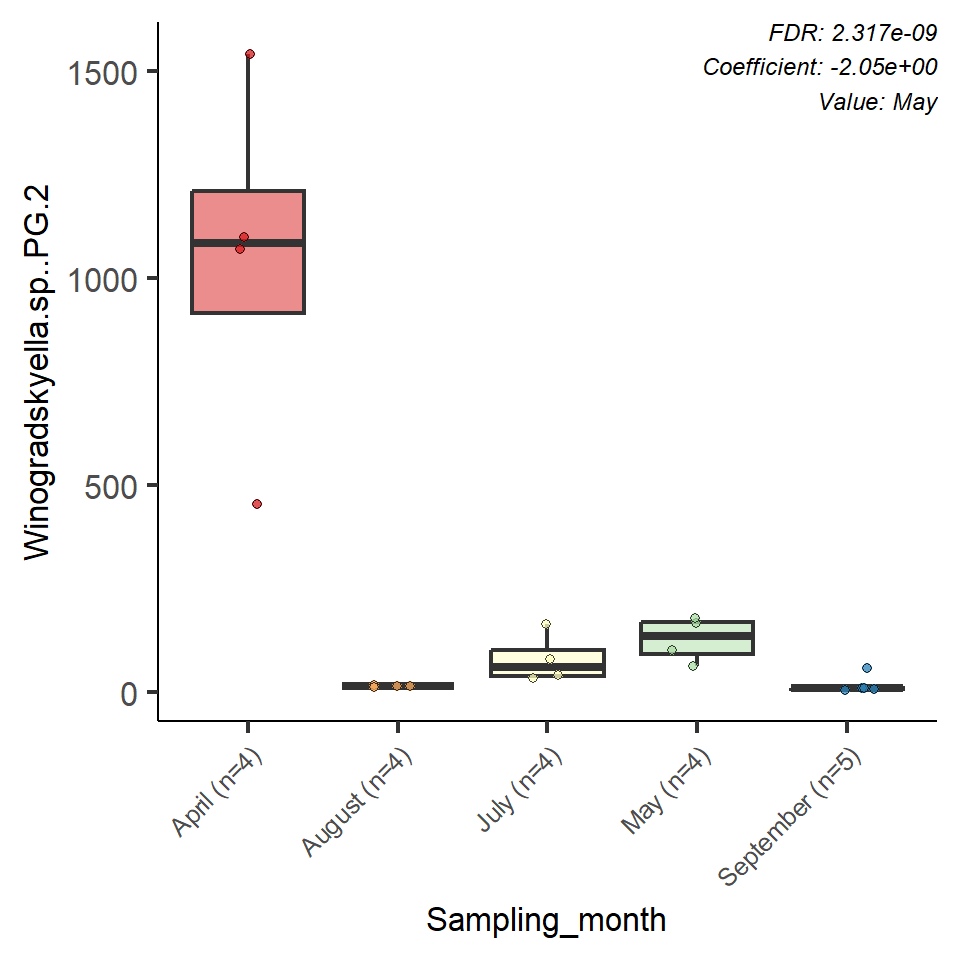 FDR: 2.317e-09
Coefficient: -2.05e+00
Value: May
Winogradskyella.sp..PG.2
1500
1000
500
0
April (n=4)
August (n=4)
July (n=4)
May (n=4)
September (n=5)
Sampling_month